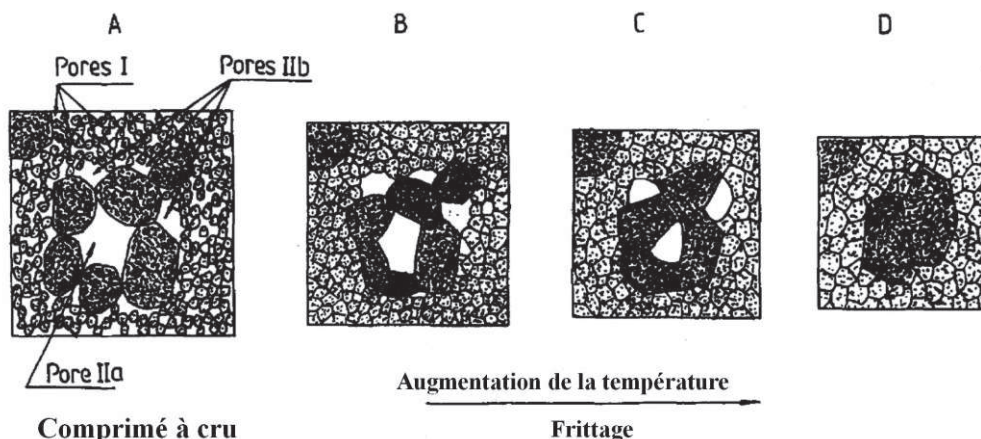 A
B
C
D
Pores I
Pores IIb
Pore IIa
Comprimé à cru
Augmentation de la température
Frittage